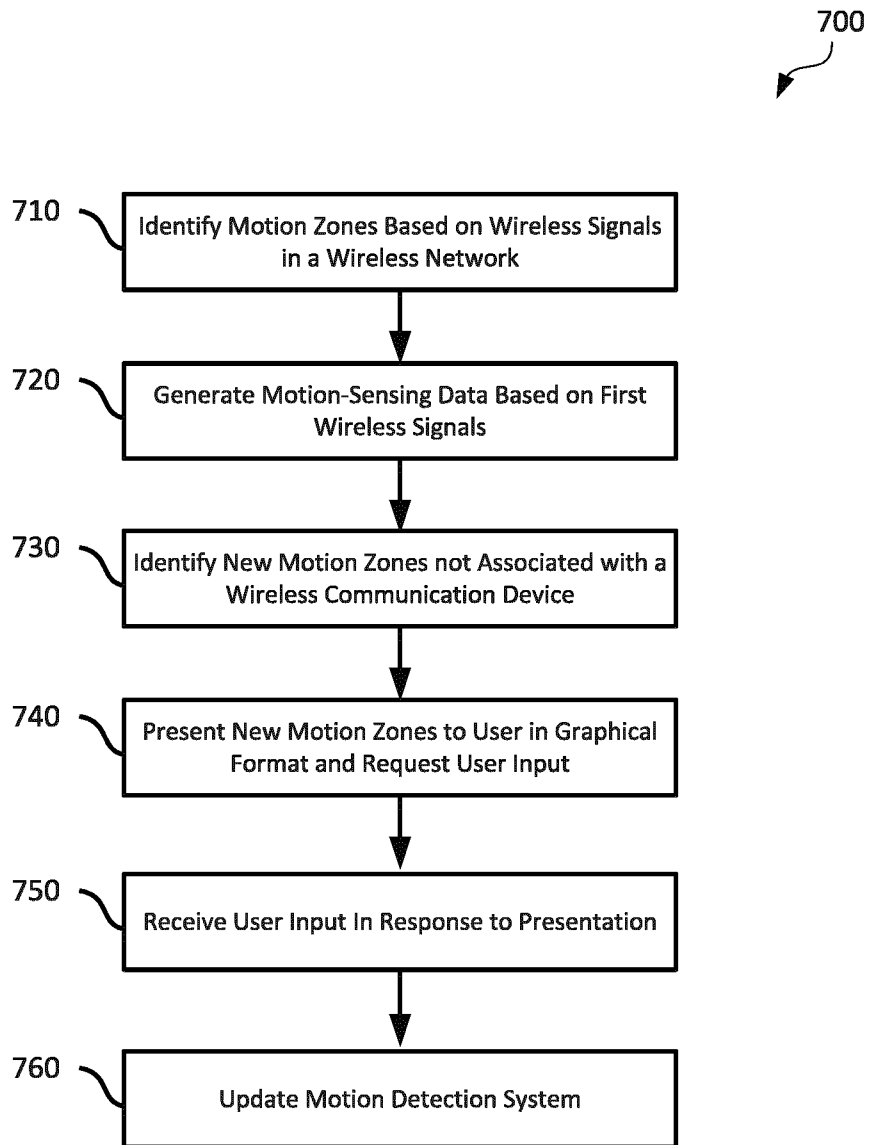 700
710
Identify Motion Zones Based on Wireless Signals
in a Wireless Network
720
Generate Motion-Sensing Data Based on First
Wireless Signals
730
Identify New Motion Zones not Associated with a
Wireless Communication Device
740
Present New Motion Zones to User in Graphical
Format and Request User Input
750
Receive User Input In Response to Presentation
760
Update Motion Detection System